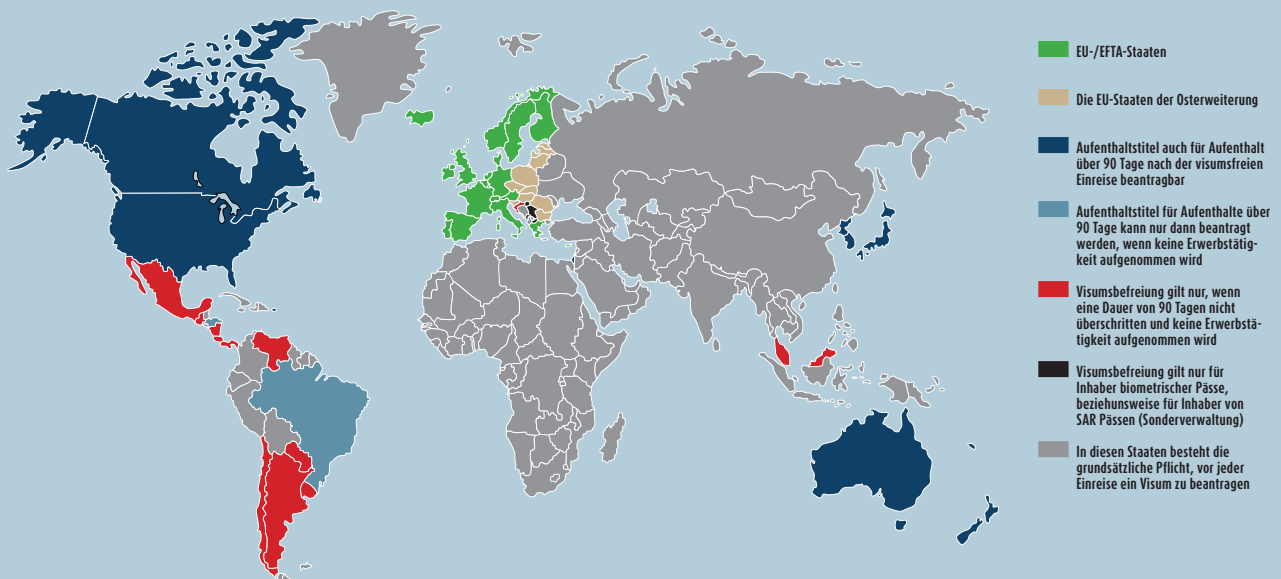 EU-/EFTA-Staaten
Die EU-Staaten der Osterweiterung
Aufenthaltstitel auch für Aufenthalt
über 90 Tage nach der visumsfreien
Einreise beantragbar
Aufenthaltstitel für Aufenthalte über
90 Tage kann nur dann beantragt
werden, wenn keine Erwerbstätig-
keit aufgenommen wird
Visumsbefreiung gilt nur, wenn
eine Dauer von 90 Tagen nicht
überschritten und keine Erwerbstä-
tigkeit aufgenommen wird
Visumsbefreiung gilt nur für
Inhaber biometrischer Pässe,
beziehunsweise für Inhaber von
SAR Pässen (Sonderverwaltung)
In diesen Staaten besteht die
grundsätzliche Pflicht, vor jeder
Einreise ein Visum zu beantragen